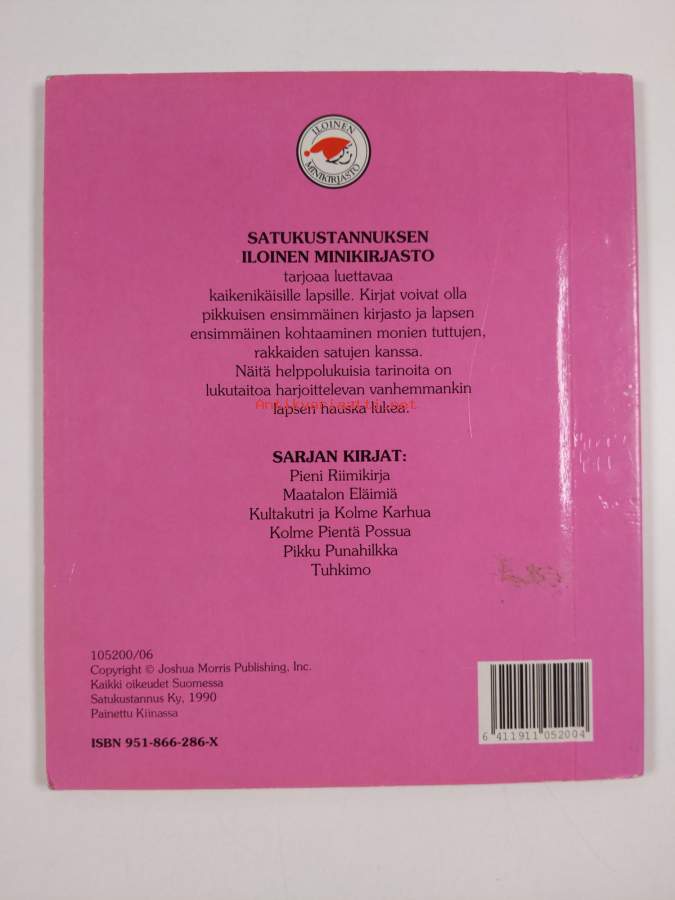 ILOINEN
MINIKIRJASTO
SATUKUSTANNUKSEN
ILOINEN MINIKIRJASTO
tarjoaa luettavaa
kaikenikäisille lapsille. Kirjat voivat olla
pikkuisen ensimmäinen kirjasto ja lapsen
ensimmäinen kohtaaminen monien tuttujen,
rakkaiden satujen kanssa.
Näitä helppolukuisia tarinoita on
lukutaitoa harjoittelevan vanhemmankin
Antikvariaatti.net
lapsen hauska lukea.
SARJAN KIRJAT:
Pieni Riimikirja
Maatalon Eläimiä
Kultakutri ja Kolme Karhua
Kolme Pientä Possua
Pikku Punahilkka
Tuhkimo
105200/06
Copyright © Joshua Morris Publishing, Inc.
Kaikki oikeudet Suomessa
Satukustannus Ky, 1990
Painettu Kiinassa
ISBN 951-866-286-X
6 411911 052004